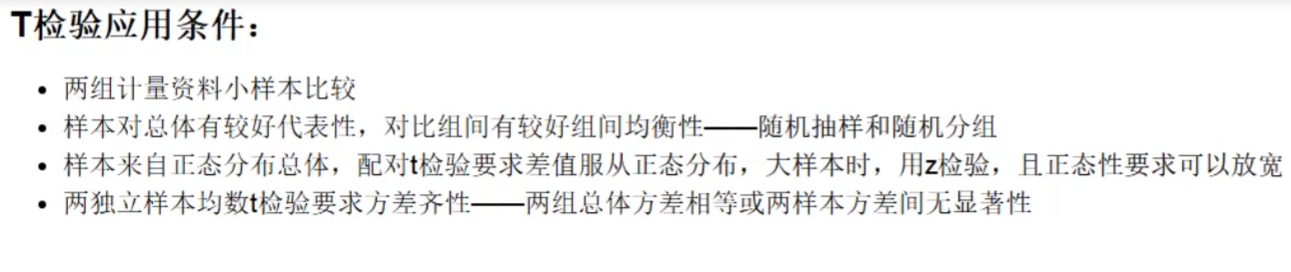 T检验应用条件：
• 两组计量资料小样本比较
• 样本对总体有较好代表性，对比组间有较好组间均衡性——随机抽样和随机分组
• 样本来自正态分布总体，配对t检验要求差值服从正态分布，大样本时，用z检验，且正态性要求可以放宽
• 两独立样本均数t检验要求方差齐性——两组总体方差相等或两样本方差间无显著性